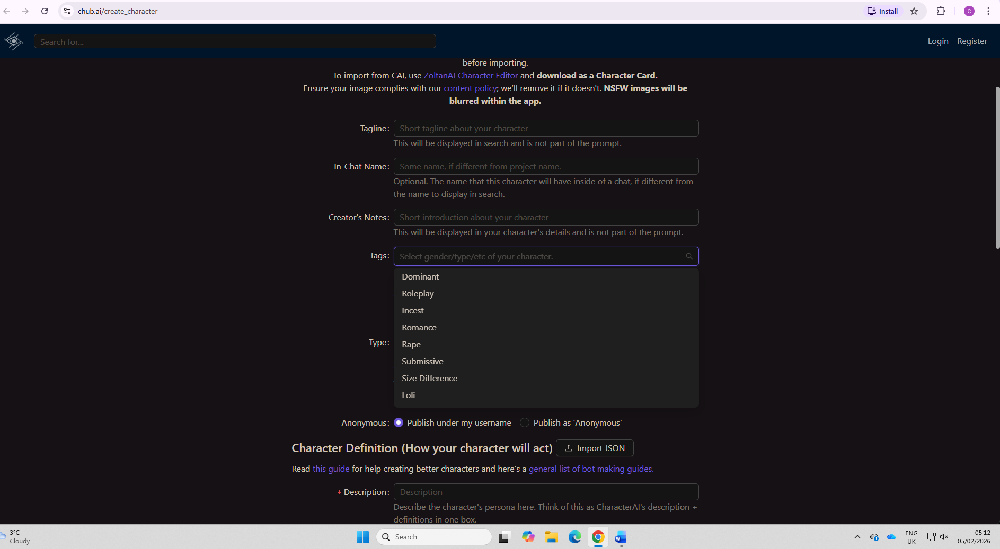 chub.ai/create_character
Install
C
Search for...
Login
Register
before importing.
To import from CAI, use ZoltanAI Character Editor and download as a Character Card.
Ensure your image complies with our content policy; we'll remove it if it doesn't. NSFW images will be
blurred within the app.
Tagline:
Short tagline about your character
This will be displayed in search and is not part of the prompt.
In-Chat Name:
Some name, if different from project name.
Optional. The name that this character will have inside of a chat, if different from
the name to display in search.
Creator's Notes:
Short introduction about your character
This will be displayed in your character's details and is not part of the prompt.
Tags:
Select gender/type/etc of your character.
Dominant
Roleplay
Incest
Romance
Type:
Rape
Submissive
Size Difference
Loli
Anonymous:
Publish under my username
Publish as 'Anonymous'
Character Definition (How your character will act)
Import JSON
Read this guide for help creating better characters and here's a general list of bot making guides.
* Description:
Description
Describe the character's persona here. Think of this as CharacterAI's description +
definitions in one box.
3°C
Cloudy
Search
ENG
UK
05:12
05/02/2026